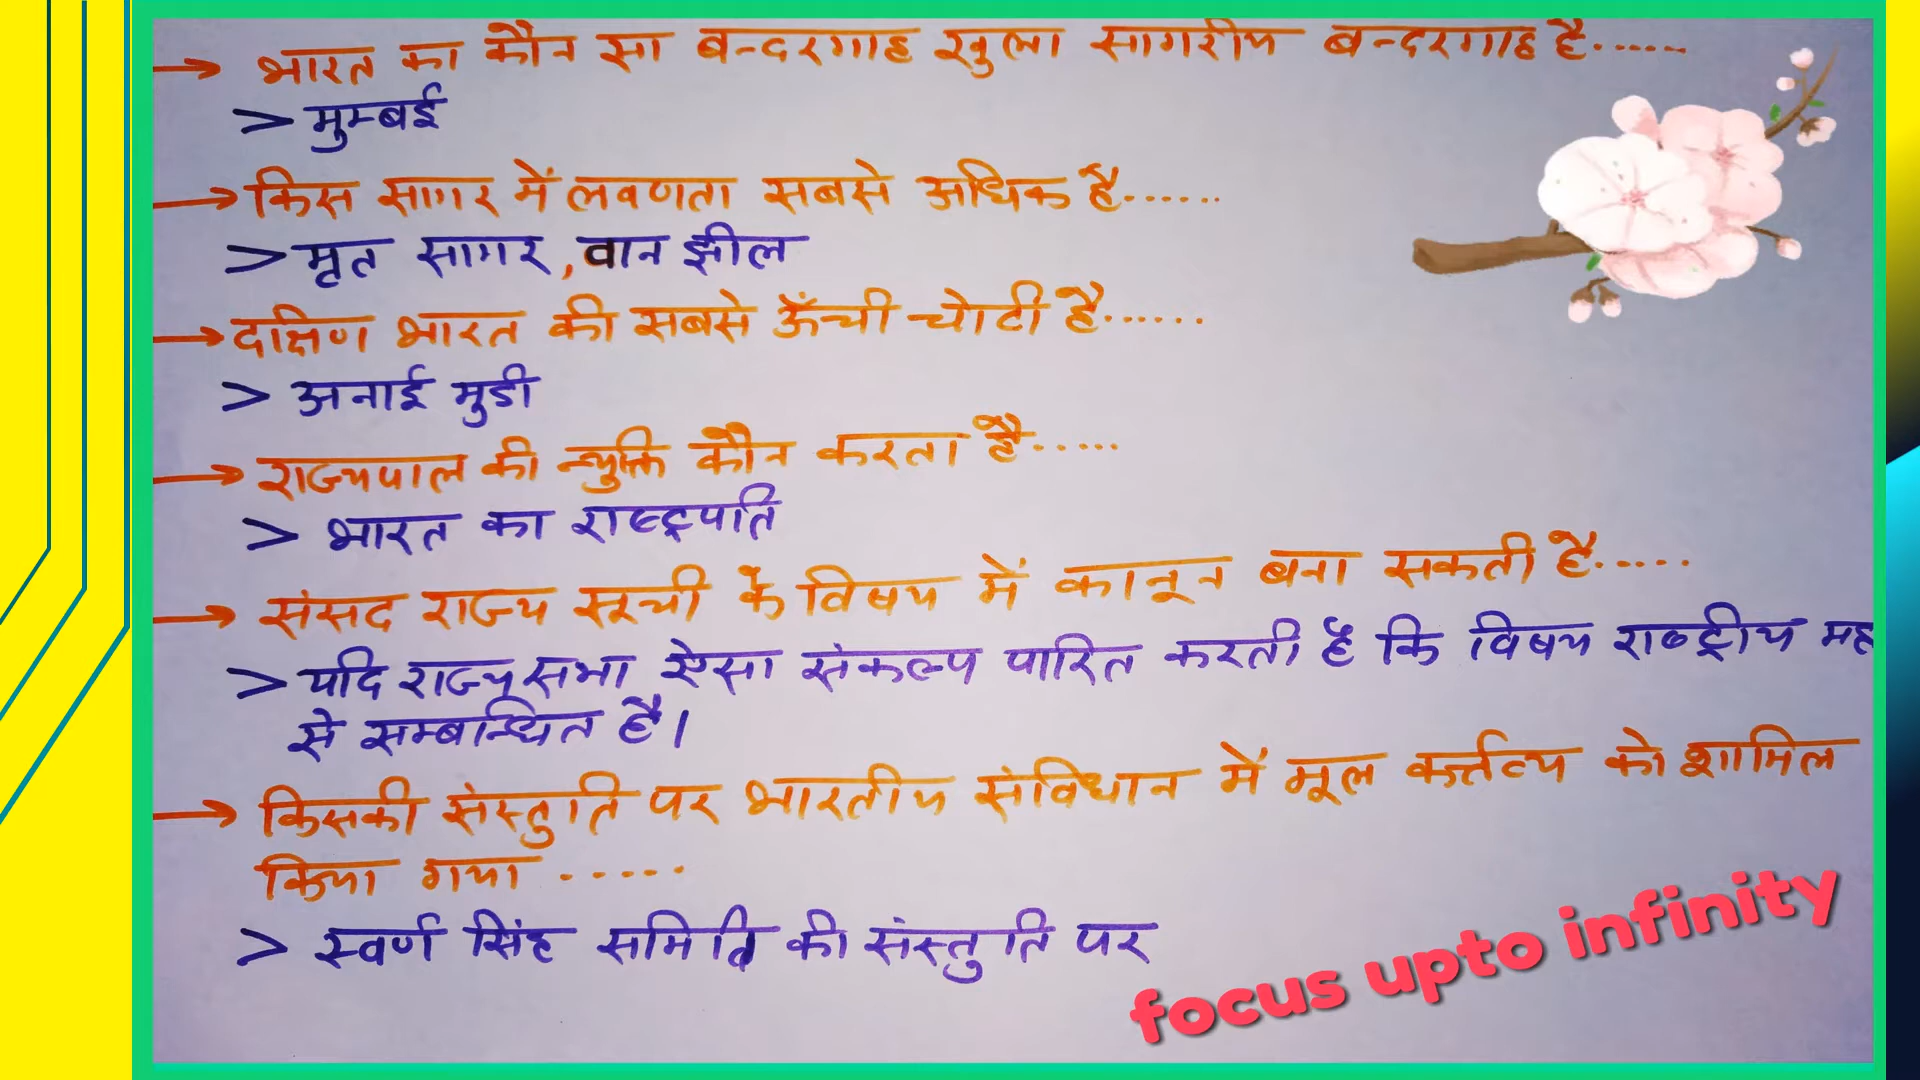 → भारत का कौन सा बन्दरगाह खुला सागरीय बन्दरगाह है......
> मुम्बई
→ किस सागर में लवणता सबसे अधिक है......
> मृत सागर, वान झील
→ दक्षिण भारत की सबसे ऊँची चोटी है......
> अनाई मुडी
→ राज्यपाल की न्युक्ति कौन करता है.....
> भारत का राष्ट्रपति
→ संसद राज्य सूची के विषय में कानून बना सकती है.....
> यदि राज्यसभा ऐसा संकल्प पारित करती है कि विषय राष्ट्रीय मह
से सम्बन्धित है।
→ किसकी संस्तुति पर भारतीय संविधान में मूल कर्त्तव्य को शामिल
किया गया .....
> स्वर्ण सिंह समिति की संस्तुति पर
focus upto infinity